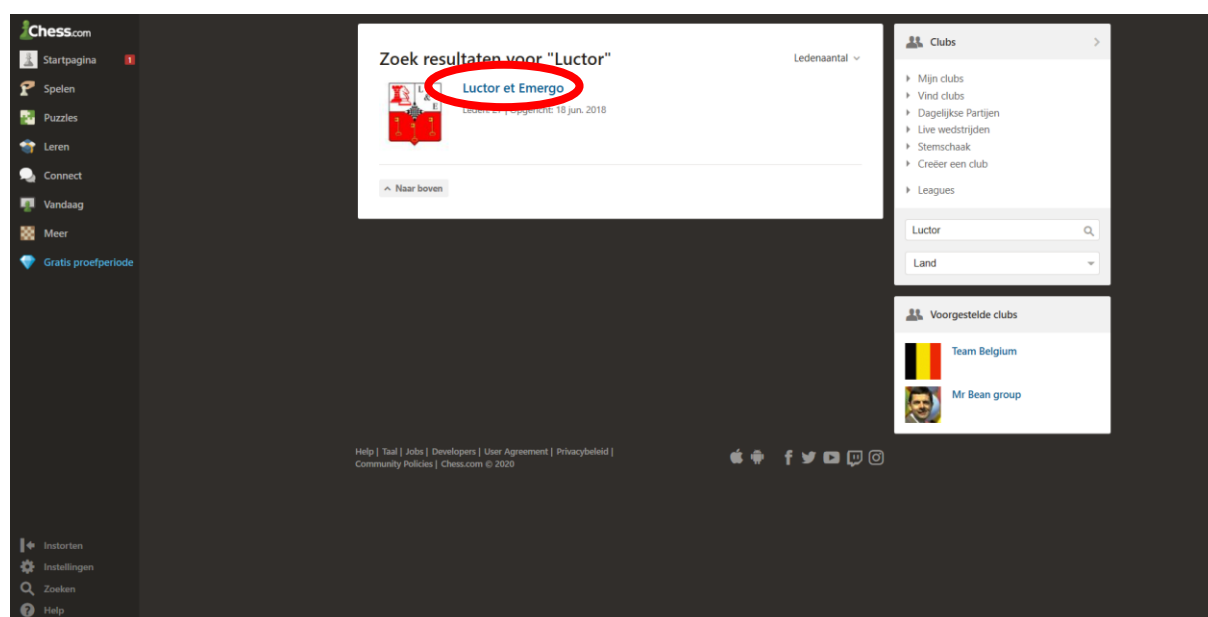 Chess.com
Startpagina 1
Spelen
Puzzles
Leren
Connect
Vandaag
Meer
Gratis proefperiode
Instorten
Instellingen
Zoeken
Help
Zoek resultaten voor "Luctor"
Ledenaantal
L
&
E
Luctor et Emergo
Leden: 27 | Opgericht: 18 jun. 2018
Naar boven
Clubs
Mijn clubs
Vind clubs
Dagelijkse Partijen
Live wedstrijden
Stemschaak
Creëer een club
Leagues
Luctor
Land
Voorgestelde clubs
Team Belgium
Mr Bean group
Help | Taal | Jobs | Developers | User Agreement | Privacybeleid |
Community Policies | Chess.com © 2020